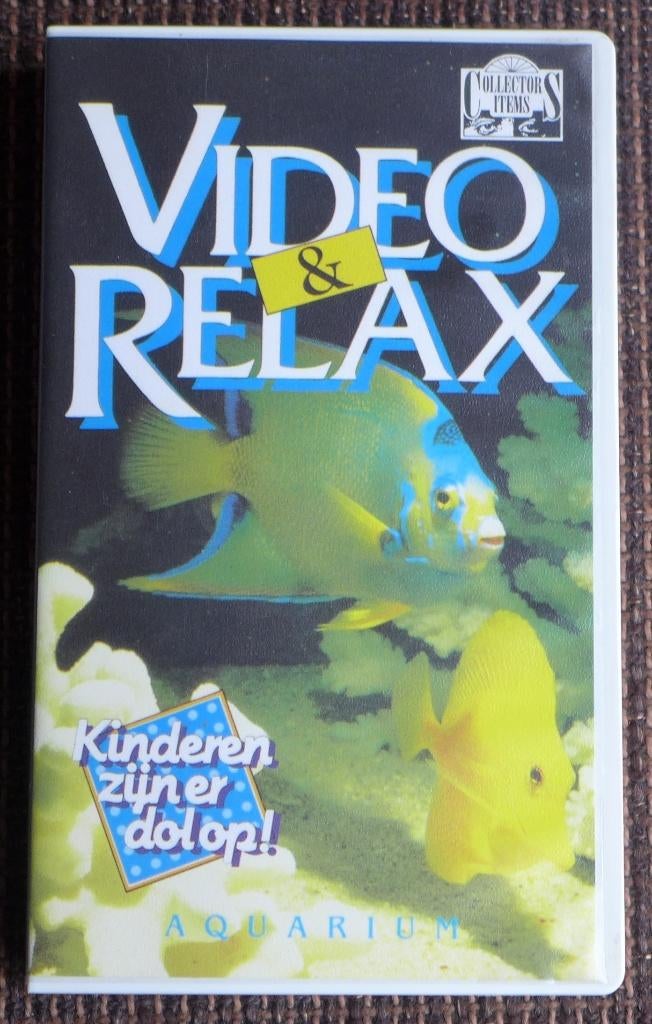 COLLECTORS
ITEMS
VIDEO
&
RELAX
Kinderen
zijn er
dol op!
AQUARIUM